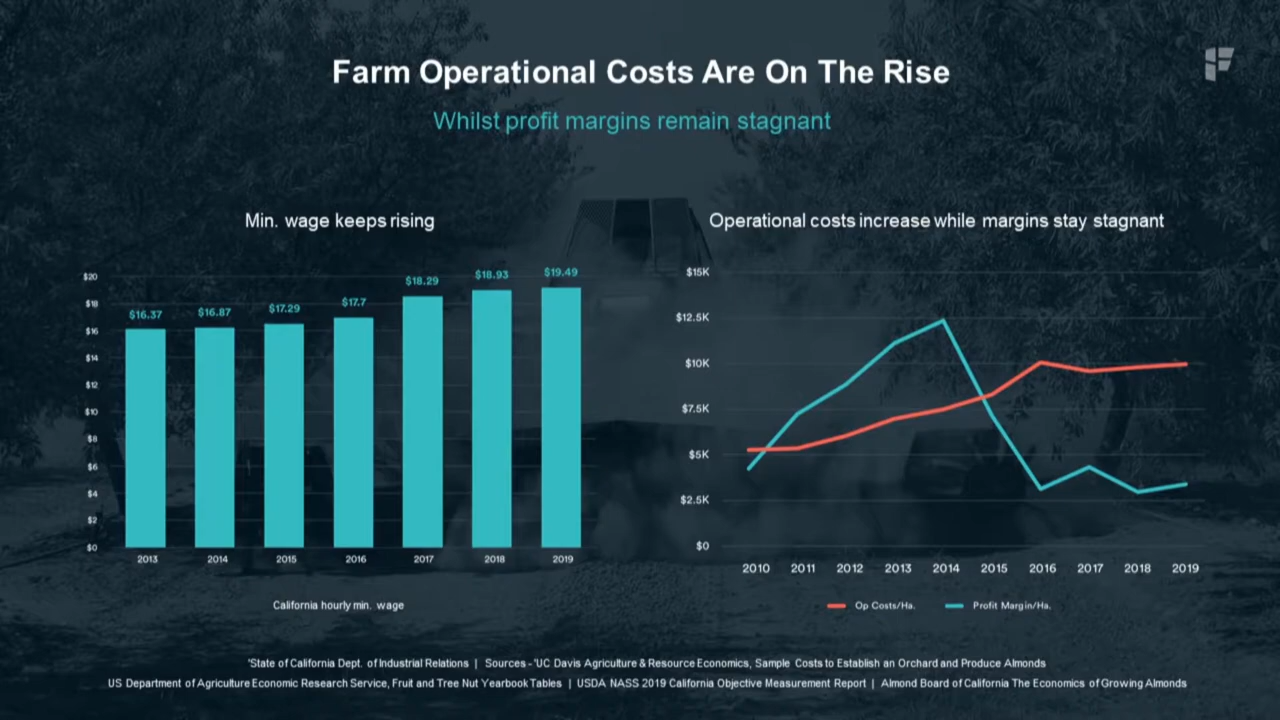 Farm Operational Costs Are On The Rise
Whilst profit margins remain stagnant
Min. wage keeps rising
$20
$18
$16
$14
$12
$10
$8
$6
$4
$2
$0
$16.37
$16.87
$17.29
$17.7
$18.29
$18.93
$19.49
2013 2014 2015 2016 2017 2018 2019
California hourly min. wage
Operational costs increase while margins stay stagnant
$15K
$12.5K
$10K
$7.5K
$5K
$2.5K
$0
2010 2011 2012 2013 2014 2015 2016 2017 2018 2019
Op Costs/Ha. Profit Margin/Ha.
'State of California Dept. of Industrial Relations | Sources - 'UC Davis Agriculture & Resource Economics, Sample Costs to Establish an Orchard and Produce Almonds
US Department of Agriculture Economic Research Service, Fruit and Tree Nut Yearbook Tables | USDA NASS 2019 California Objective Measurement Report | Almond Board of California The Economics of Growing Almonds